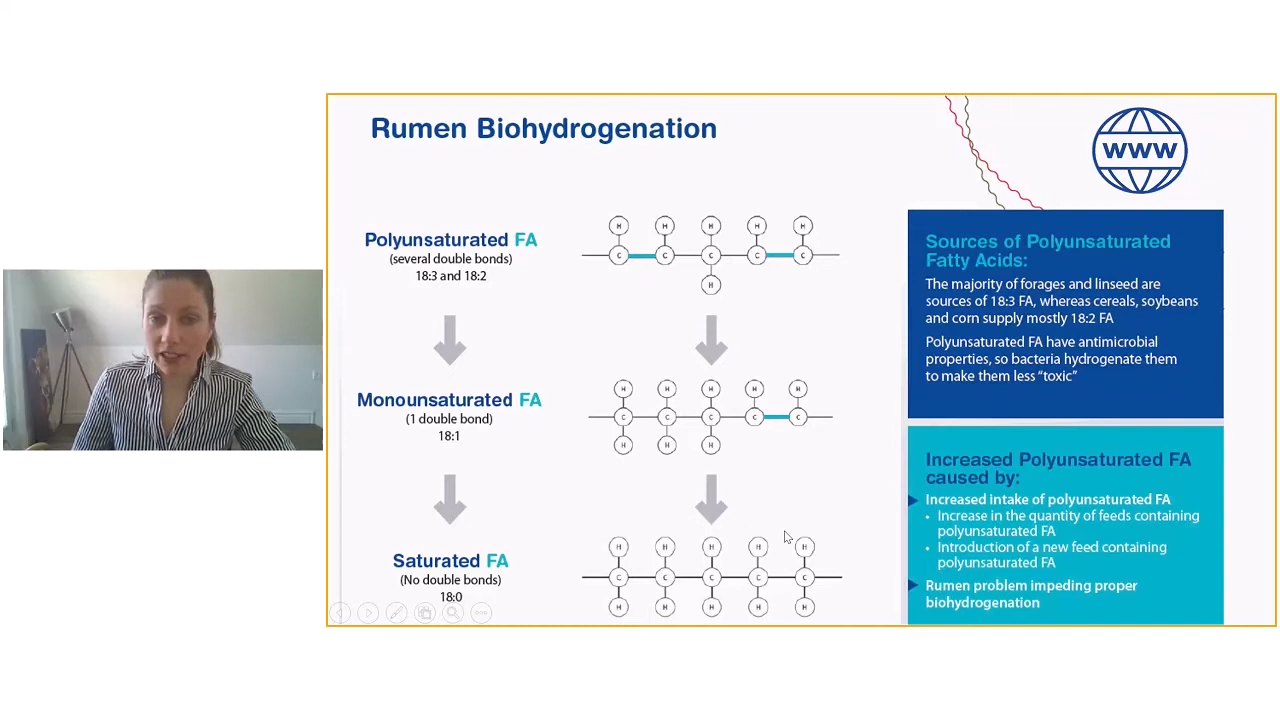 Rumen Biohydrogenation
WWW
Polyunsaturated FA
(several double bonds)
18:3 and 18:2
H H H H H
C C C C C
H
Monounsaturated FA
(1 double bond)
18:1
H H H H H
C C C C C
H H H
Saturated FA
(No double bonds)
18:0
H H H H H
C C C C C
H H H H H
Sources of Polyunsaturated
Fatty Acids:
The majority of forages and linseed are
sources of 18:3 FA, whereas cereals, soybeans
and corn supply mostly 18:2 FA
Polyunsaturated FA have antimicrobial
properties, so bacteria hydrogenate them
to make them less “toxic”
Increased Polyunsaturated FA
caused by:
Increased intake of polyunsaturated FA
• Increase in the quantity of feeds containing
polyunsaturated FA
• Introduction of a new feed containing
polyunsaturated FA
Rumen problem impeding proper
biohydrogenation